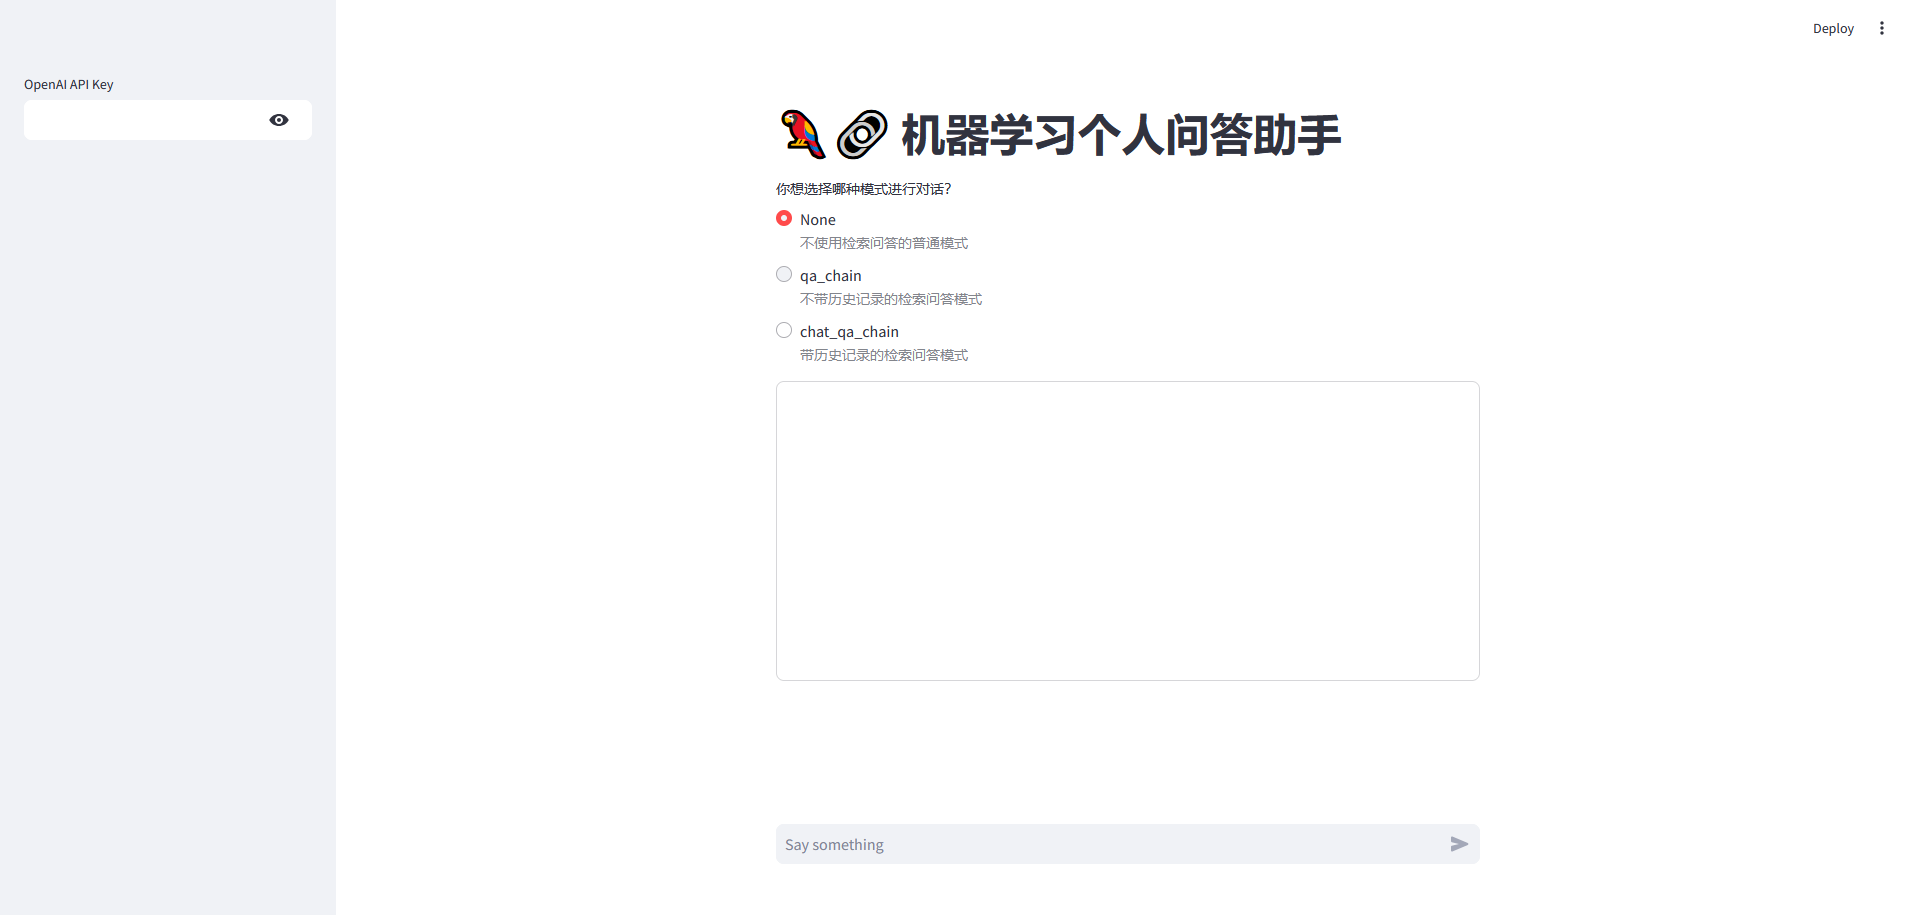 Deploy
OpenAI API Key
机器学习个人问答助手
你想选择哪种模式进行对话?
None
不使用检索问答的普通模式
qa_chain
不带历史记录的检索问答模式
chat_qa_chain
带历史记录的检索问答模式
Say something